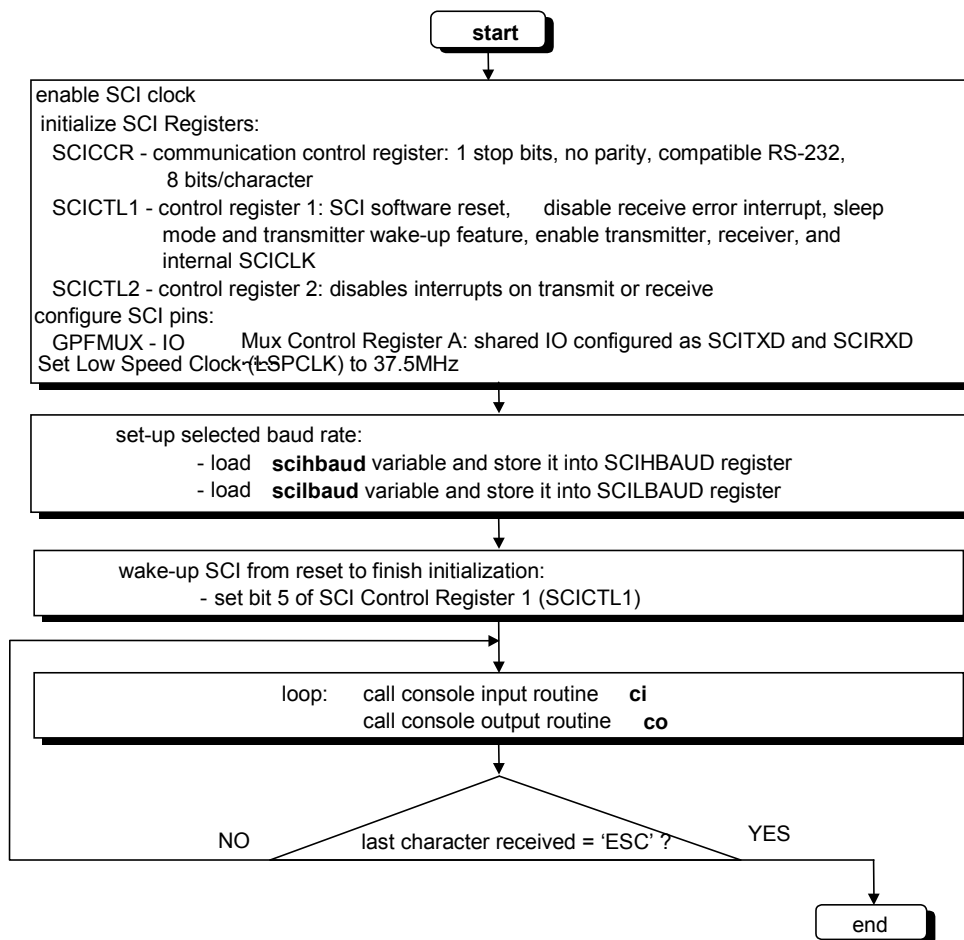 start
enable SCI clock
initialize SCI Registers:
SCICCR - communication control register: 1 stop bits, no parity, compatible RS-232,
8 bits/character
SCICTL1 - control register 1: SCI software reset, disable receive error interrupt, sleep
mode and transmitter wake-up feature, enable transmitter, receiver, and
internal SCICLK
SCICTL2 - control register 2: disables interrupts on transmit or receive
configure SCI pins:
GPFMUX - IO Mux Control Register A: shared IO configured as SCITXD and SCIRXD
Set Low Speed Clock (LSPCLK) to 37.5MHz
set-up selected baud rate:
- load scihbaud variable and store it into SCIHBAUD register
- load scilbaud variable and store it into SCILBAUD register
wake-up SCI from reset to finish initialization:
- set bit 5 of SCI Control Register 1 (SCICTL1)
loop: call console input routine ci
call console output routine co
NO
last character received = ‘ESC’ ?
YES
end